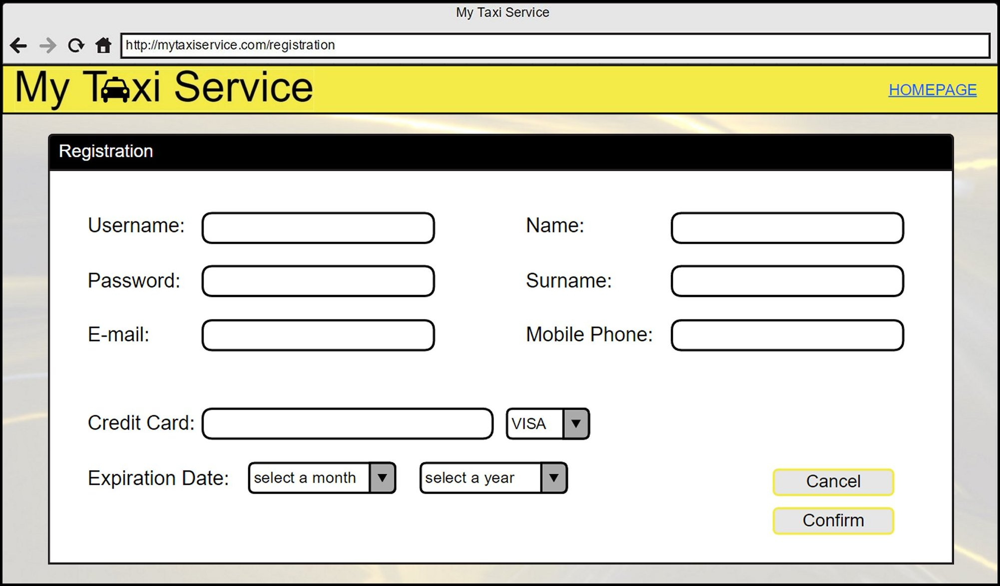 My Taxi Service
http://mytaxiservice.com/registration
My Taxi Service
HOMEPAGE
Registration
Username:
Name:
Password:
Surname:
E-mail:
Mobile Phone:
Credit Card:
VISA
Expiration Date:
select a month
select a year
Cancel
Confirm